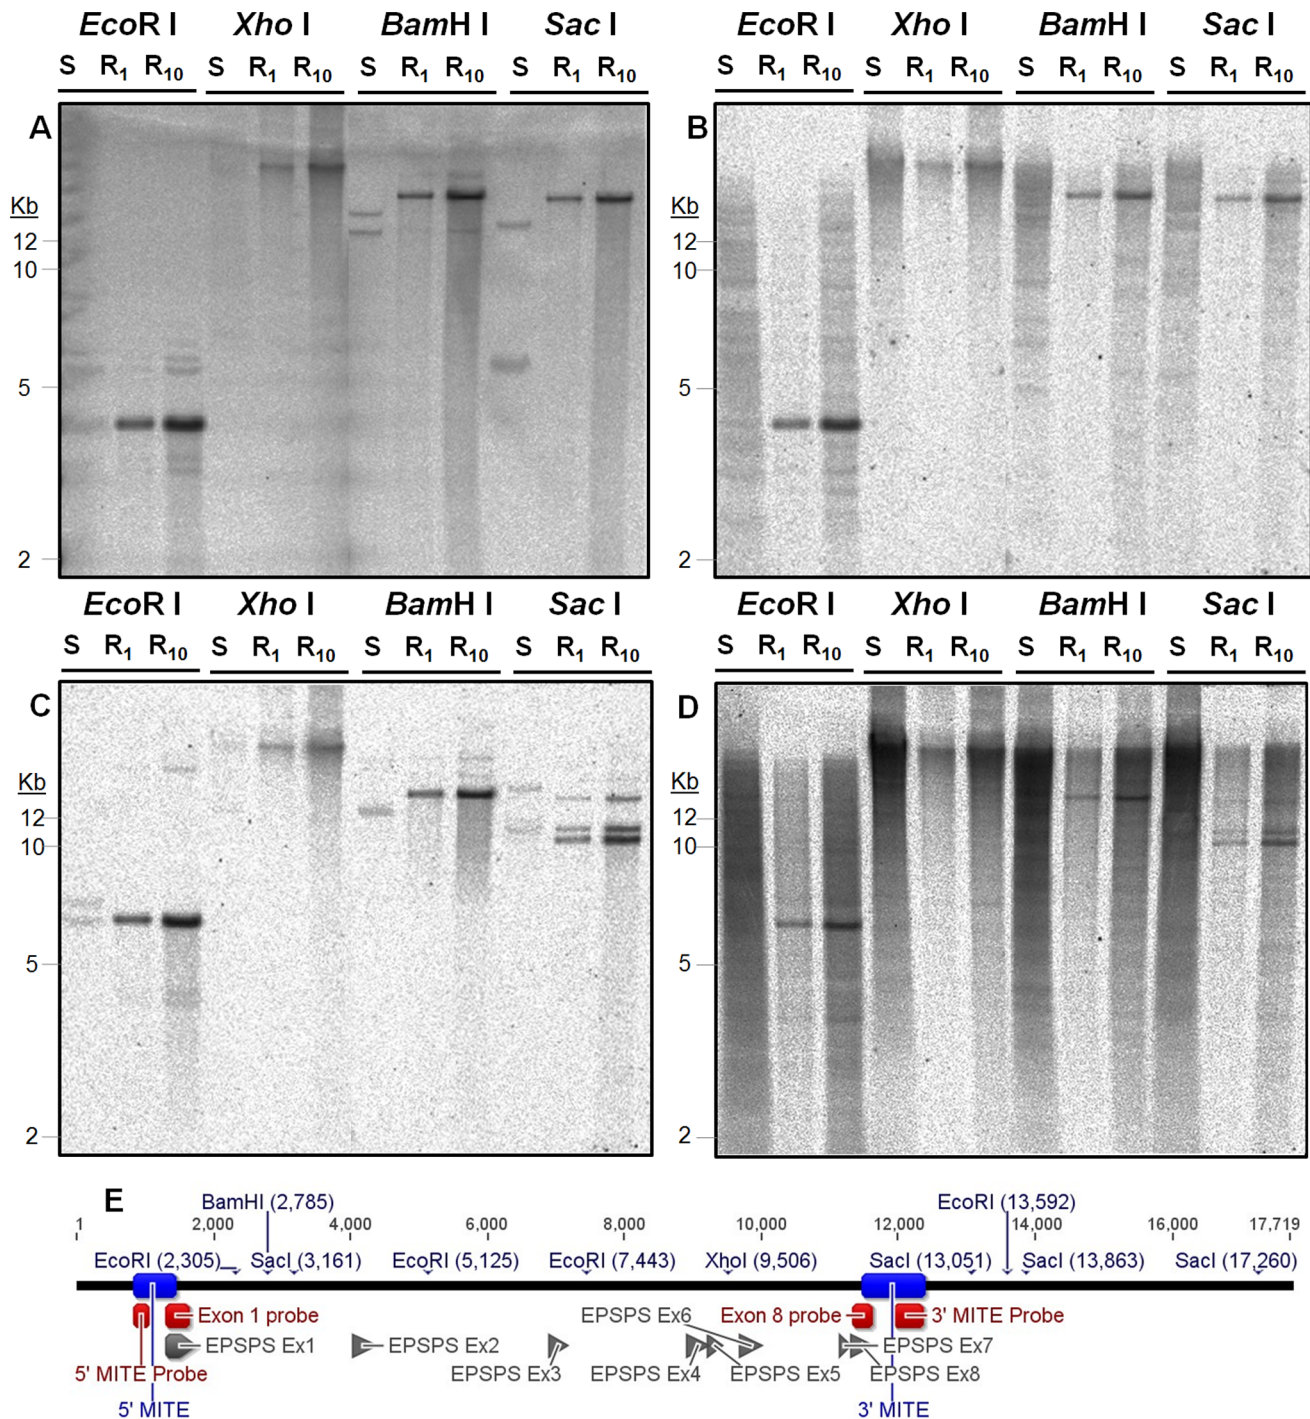 EcoR I Xho I BamH I Sac I EcoR I Xho I BamH I Sac I
S R1 R10 S R1 R10 S R1 R10 S R1 R10 S R1 R10 S R1 R10 S R1 R10 S R1 R10
A B
Kb Kb
12 12
10 10
5 5
2 2
EcoR I Xho I BamH I Sac I EcoR I Xho I BamH I Sac I
S R1 R10 S R1 R10 S R1 R10 S R1 R10 S R1 R10 S R1 R10 S R1 R10 S R1 R10
C D
Kb Kb
12 12
10 10
5 5
2 2
E
BamHI (2,785) EcoRI (13,592)
1 2,000 4,000 6,000 8,000 10,000 12,000 14,000 16,000 17,719
EcoRI (2,305) SacI (3,161) EcoRI (5,125) EcoRI (7,443) XhoI (9,506) SacI (13,051) SacI (13,863) SacI (17,260)
Exon 1 probe EPSPS Ex6 Exon 8 probe 3' MITE Probe
EPSPS Ex1 EPSPS Ex2 EPSPS Ex7
5' MITE Probe EPSPS Ex3 EPSPS Ex4 EPSPS Ex5 EPSPS Ex8
5' MITE 3' MITE